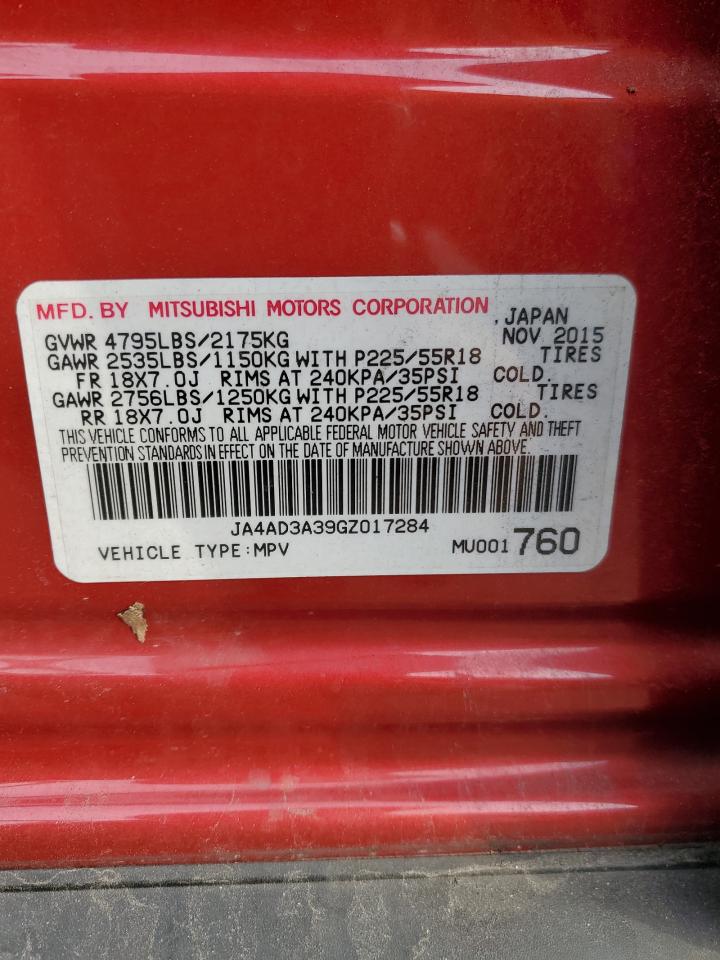 MFD. BY MITSUBISHI MOTORS CORPORATION , JAPAN
GVWR 4795LBS/2175KG NOV 2015
GAWR 2535LBS/1150KG WITH P225/55R18 TIRES
FR 18X7.0J RIMS AT 240KPA/35PSI COLD.
GAWR 2756LBS/1250KG WITH P225/55R18 TIRES
RR 18X7.0J RIMS AT 240KPA/35PSI COLD.
THIS VEHICLE CONFORMS TO ALL APPLICABLE FEDERAL MOTOR VEHICLE SAFETY AND THEFT
PREVENTION STANDARDS IN EFFECT ON THE DATE OF MANUFACTURE SHOWN ABOVE.
JA4AD3A39GZ017284
VEHICLE TYPE:MPV MU001760